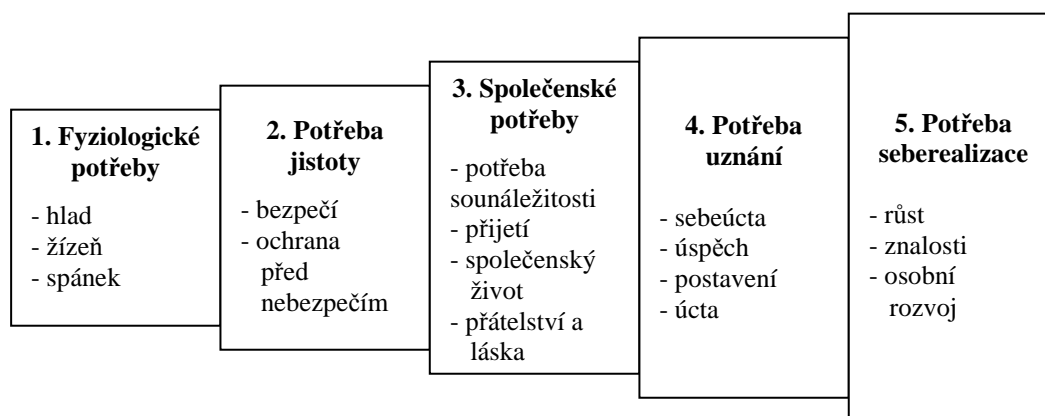 1. Fyziologické
potřeby
- hlad
- žízeň
- spánek
2. Potřeba
jistoty
- bezpečí
- ochrana
před
nebezpečím
3. Společenské
potřeby
- potřeba
sounáležitosti
- přijetí
- společenský
život
- přátelství a
láska
4. Potřeba
uznání
- sebeúcta
- úspěch
- postavení
- úcta
5. Potřeba
seberealizace
- růst
- znalosti
- osobní
rozvoj